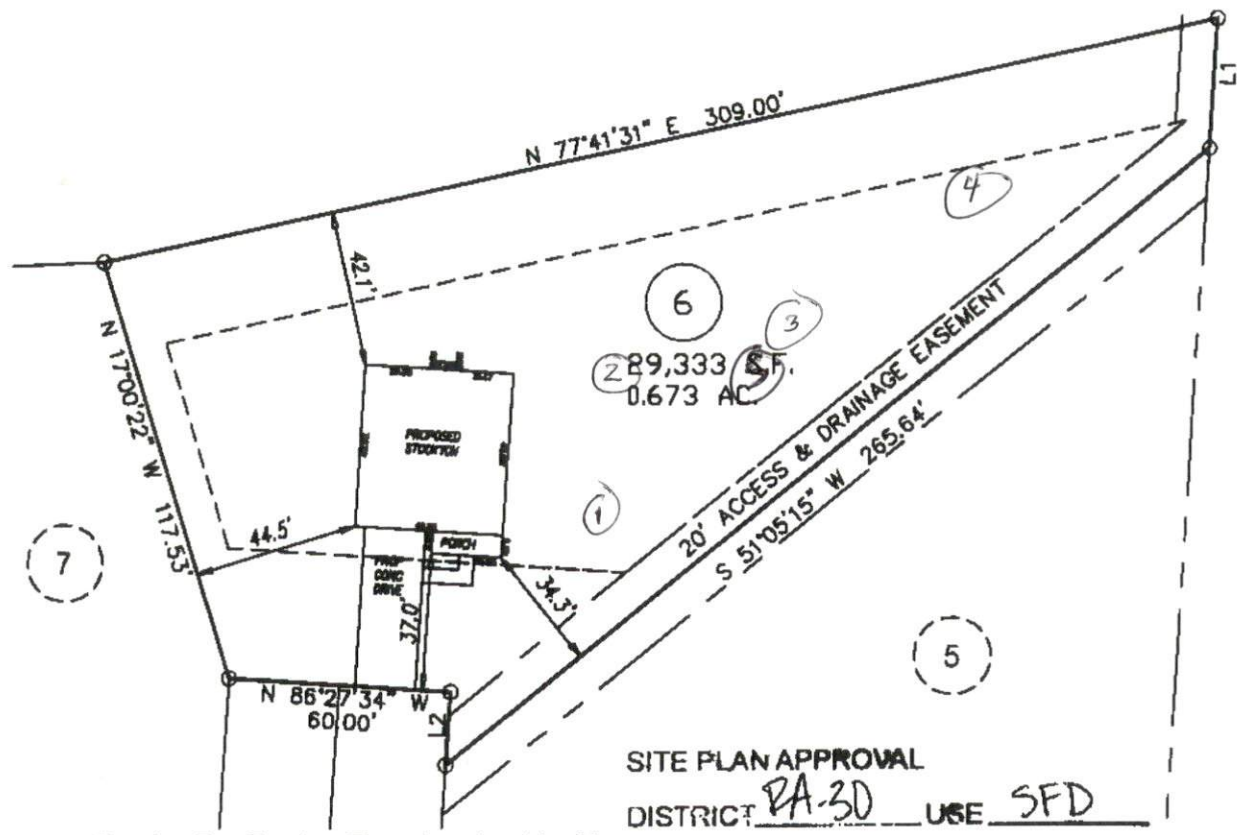 N 77°41'31" E 309.00'
L1
4
42.1'
6
3
2
29,333 S.F.
5
0.673 AC.
N 17°00'22" W 117.53'
PROPOSED
STOCKTON
20' ACCESS & DRAINAGE EASEMENT
S 51°05'15" W 265.64'
1
44.5'
PORCH
7
PROP
CONC
DRIVE
37.0'
34.3'
5
N 86°27'34" W
60.00'
L2
SITE PLAN APPROVAL
DISTRICT RA-30 USE SFD